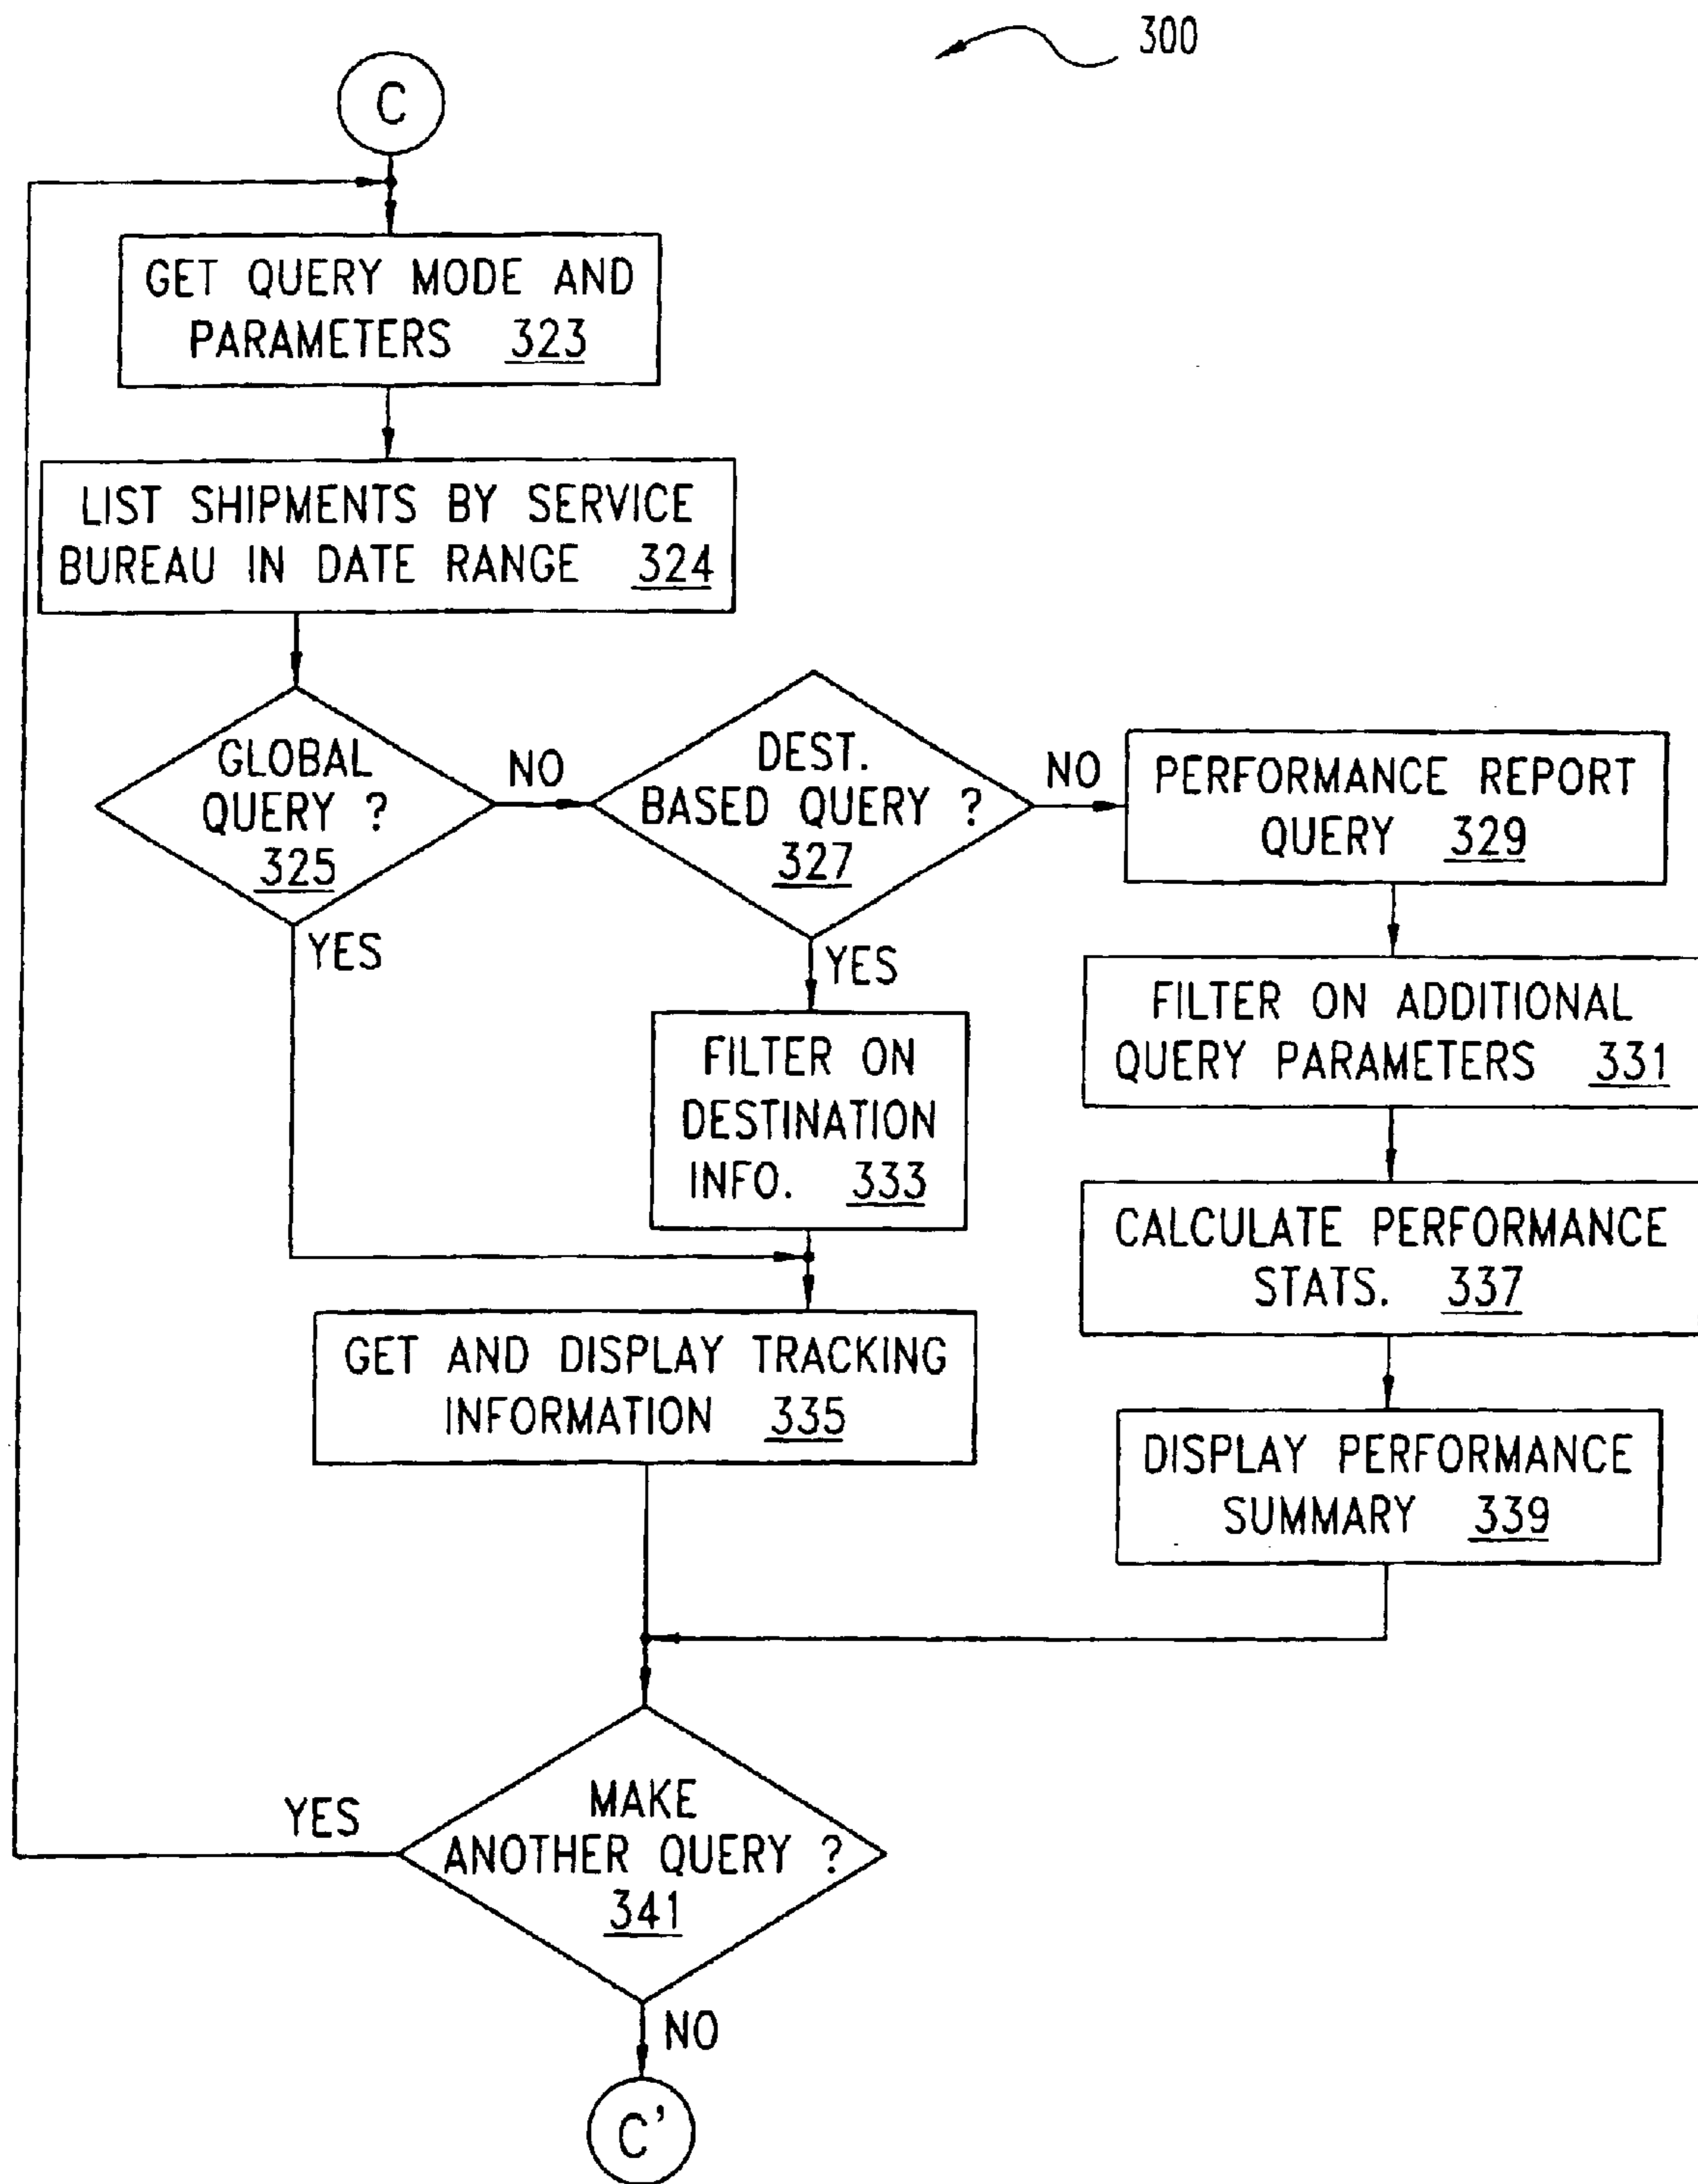 300
C
GET QUERY MODE AND
PARAMETERS 323
LIST SHIPMENTS BY SERVICE
BUREAU IN DATE RANGE 324
GLOBAL
QUERY ?
325
NO
DEST.
BASED QUERY ?
327
NO
PERFORMANCE REPORT
QUERY 329
YES
YES
FILTER ON
DESTINATION
INFO. 333
FILTER ON ADDITIONAL
QUERY PARAMETERS 331
CALCULATE PERFORMANCE
STATS. 337
GET AND DISPLAY TRACKING
INFORMATION 335
DISPLAY PERFORMANCE
SUMMARY 339
YES
MAKE
ANOTHER QUERY ?
341
NO
C'